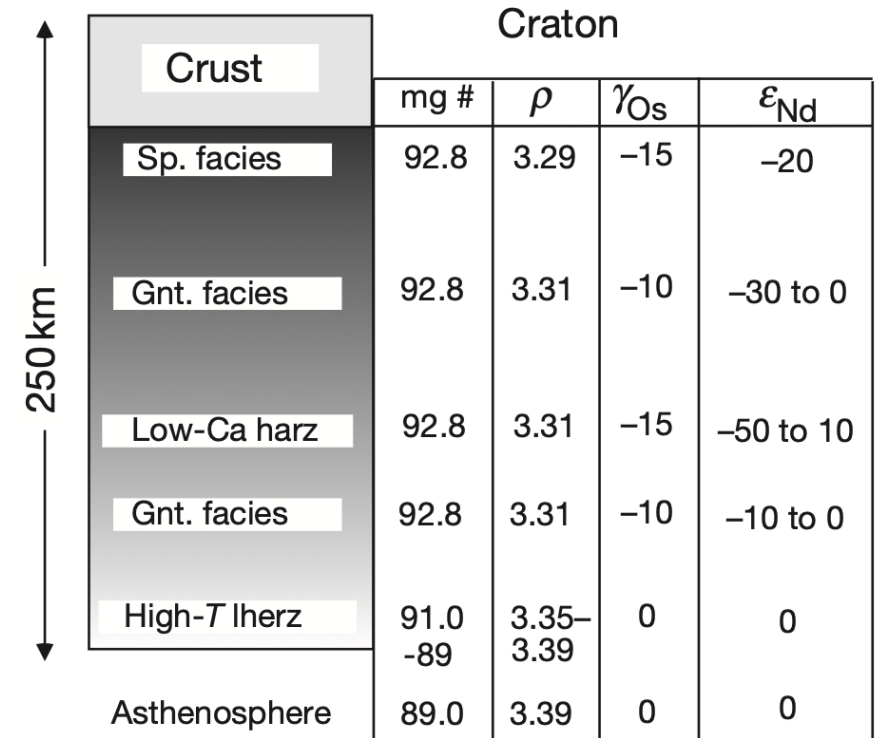 Craton
Crust
mg # ρ γOs εNd
Sp. facies 92.8 3.29 –15 –20
Gnt. facies 92.8 3.31 –10 –30 to 0
250 km
Low-Ca harz 92.8 3.31 –15 –50 to 10
Gnt. facies 92.8 3.31 –10 –10 to 0
High-T lherz 91.0 3.35– 0 0
-89 3.39
Asthenosphere 89.0 3.39 0 0